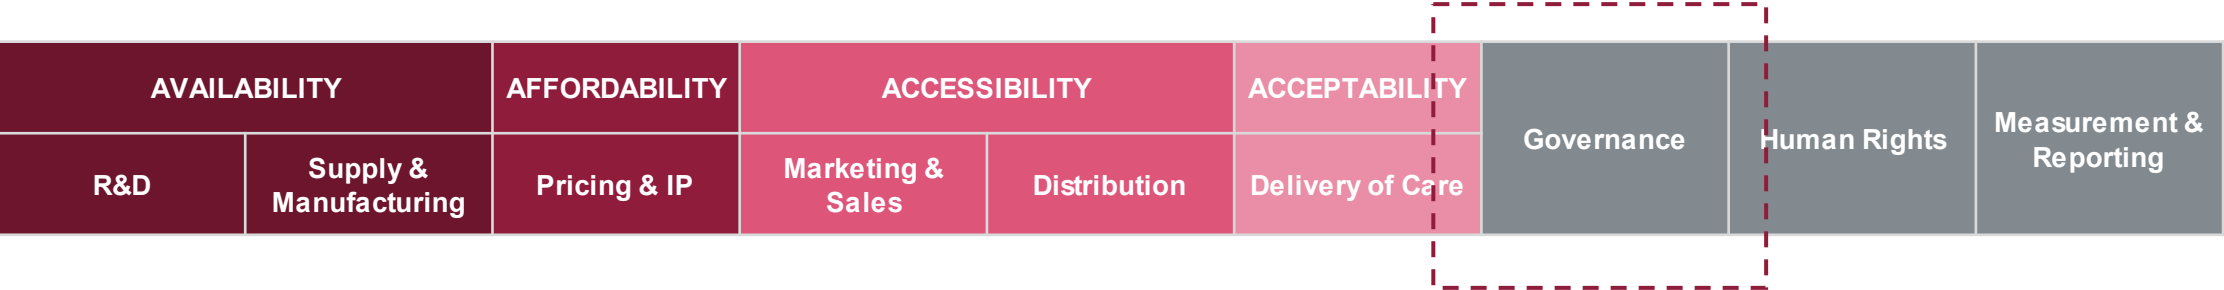 AVAILABILITY
AFFORDABILITY
ACCESSIBILITY
ACCEPTABILITY
R&D
Supply &
Manufacturing
Pricing & IP
Marketing &
Sales
Distribution
Delivery of Care
Governance
Human Rights
Measurement &
Reporting